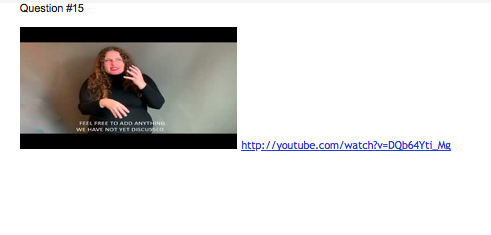 Question #15
FEEL FREE TO ADD ANYTHING
WE HAVE NOT YET DISCUSSED
http://youtube.com/watch?v=DQb64Yti_Mg